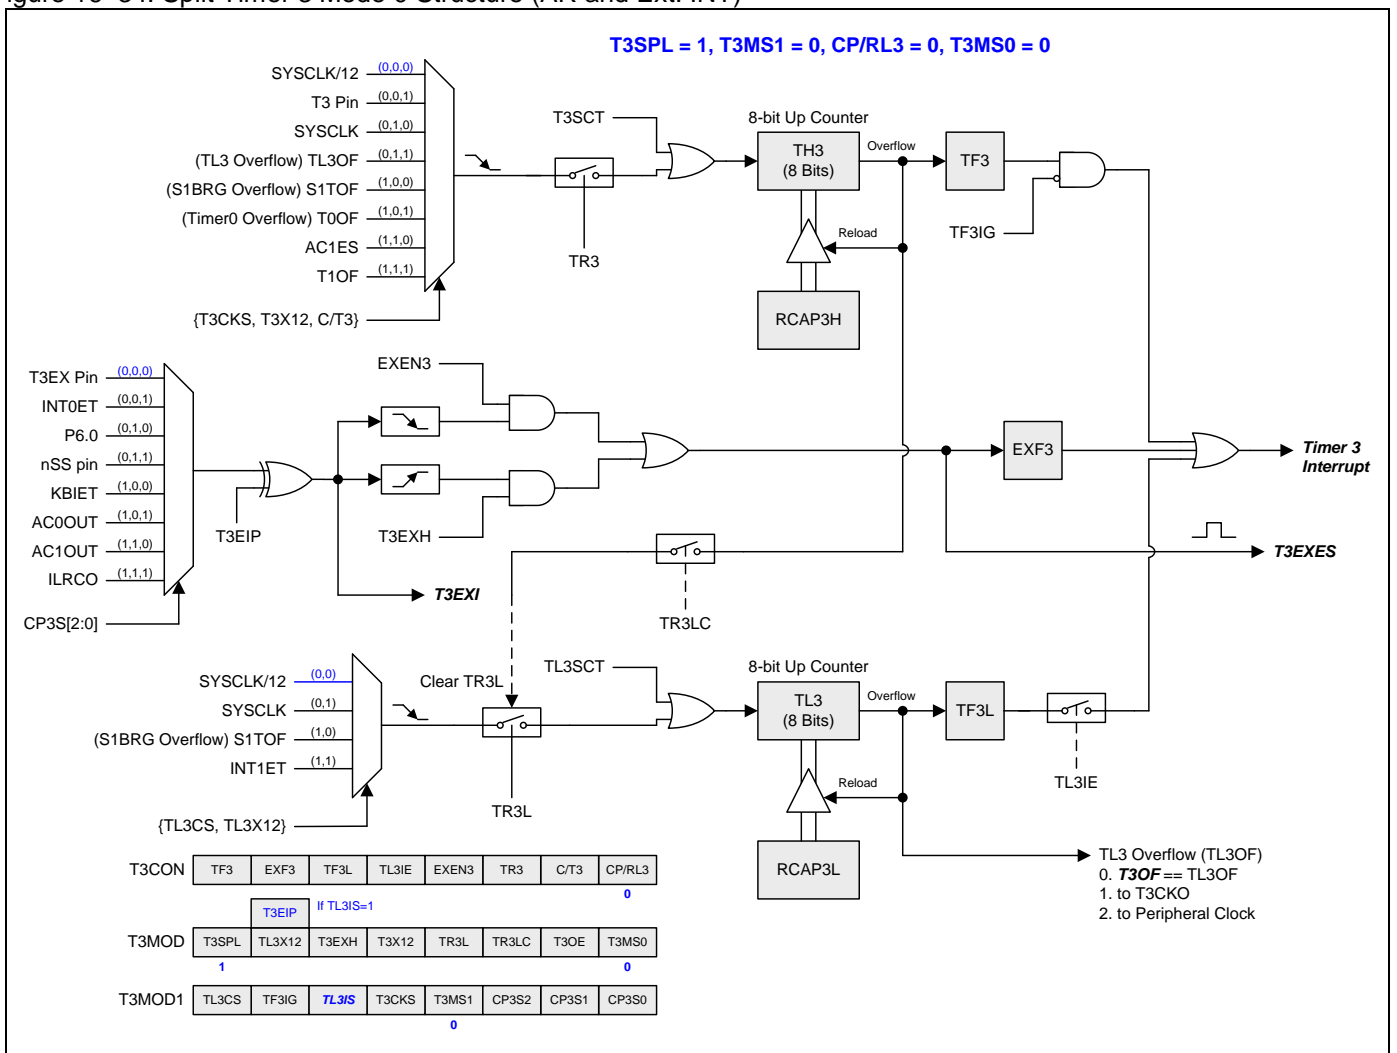 T3SPL = 1, T3MS1 = 0, CP/RL3 = 0, T3MS0 = 0
SYSCLK/12 (0,0,0)
T3 Pin (0,0,1)
SYSCLK (0,1,0)
(TL3 Overflow) TL3OF (0,1,1)
(S1BRG Overflow) S1TOF (1,0,0)
(Timer0 Overflow) T0OF (1,0,1)
AC1ES (1,1,0)
T1OF (1,1,1)
{T3CKS, T3X12, C/T3}
TR3
T3SCT
8-bit Up Counter
TH3
(8 Bits)
Overflow
TF3
TF3IG
Reload
RCAP3H
T3EX Pin (0,0,0)
INT0ET (0,0,1)
P6.0 (0,1,0)
nSS pin (0,1,1)
KBIET (1,0,0)
AC0OUT (1,0,1)
AC1OUT (1,1,0)
ILRCO (1,1,1)
CP3S[2:0]
T3EIP
EXEN3
T3EXH
T3EXI
EXF3
Timer 3
Interrupt
T3EXES
TR3LC
SYSCLK/12 (0,0)
SYSCLK (0,1)
(S1BRG Overflow) S1TOF (1,0)
INT1ET (1,1)
{TL3CS, TL3X12}
Clear TR3L
TR3L
TL3SCT
8-bit Up Counter
TL3
(8 Bits)
Overflow
TF3L
TL3IE
Reload
RCAP3L
TL3 Overflow (TL3OF)
0. T3OF == TL3OF
1. to T3CKO
2. to Peripheral Clock
T3CON TF3 EXF3 TF3L TL3IE EXEN3 TR3 C/T3 CP/RL3
0
T3EIP If TL3IS=1
T3MOD T3SPL TL3X12 T3EXH T3X12 TR3L TR3LC T3OE T3MS0
1 0
T3MOD1 TL3CS TF3IG TL3IS T3CKS T3MS1 CP3S2 CP3S1 CP3S0
0